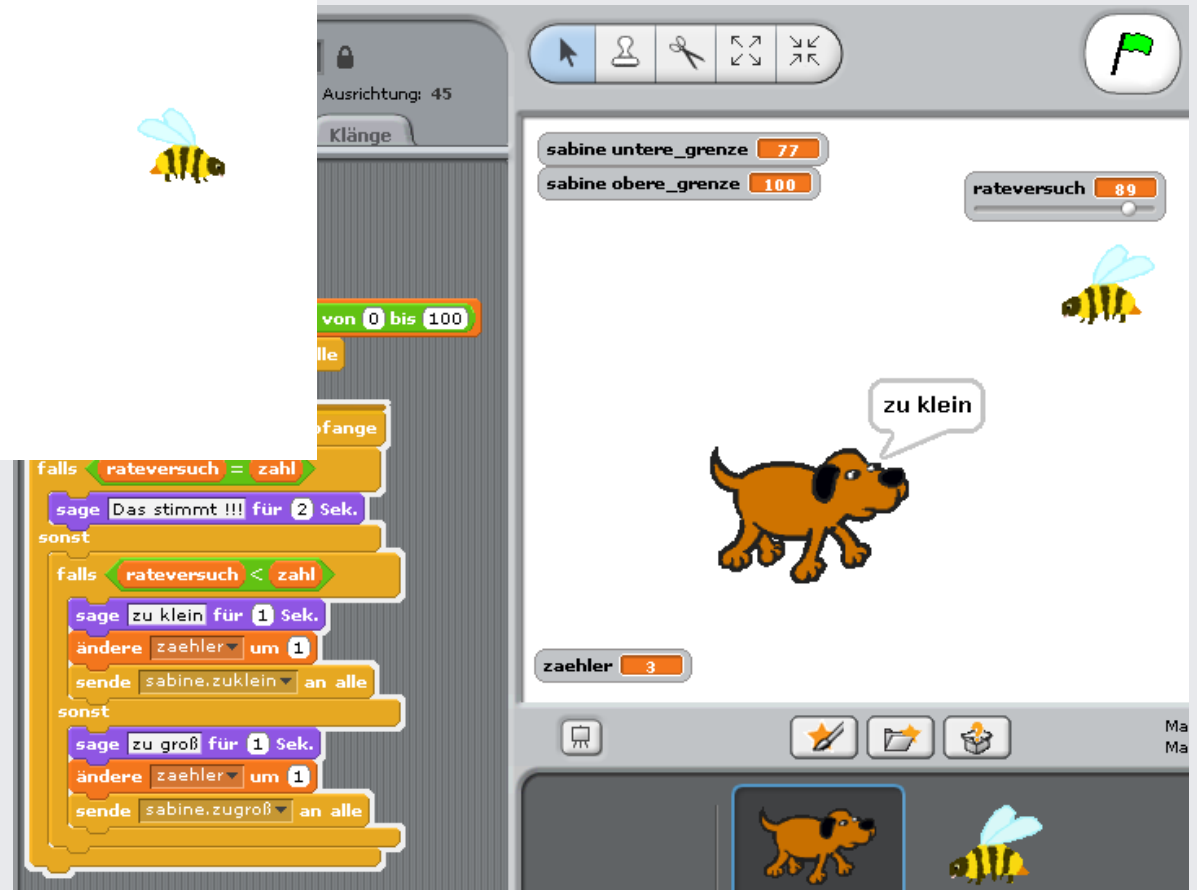 Ausrichtung: 45
Klänge
von 0 bis 100
lle
fange
falls rateversuch = zahl
sage Das stimmt !!! für 2 Sek.
sonst
falls rateversuch < zahl
sage zu klein für 1 Sek.
ändere zaehler um 1
sende sabine.zuklein an alle
sonst
sage zu groß für 1 Sek.
ändere zaehler um 1
sende sabine.zugroß an alle
sabine untere_grenze 77
sabine obere_grenze 100
rateversuch 89
zu klein
zaehler 3
Ma
Ma